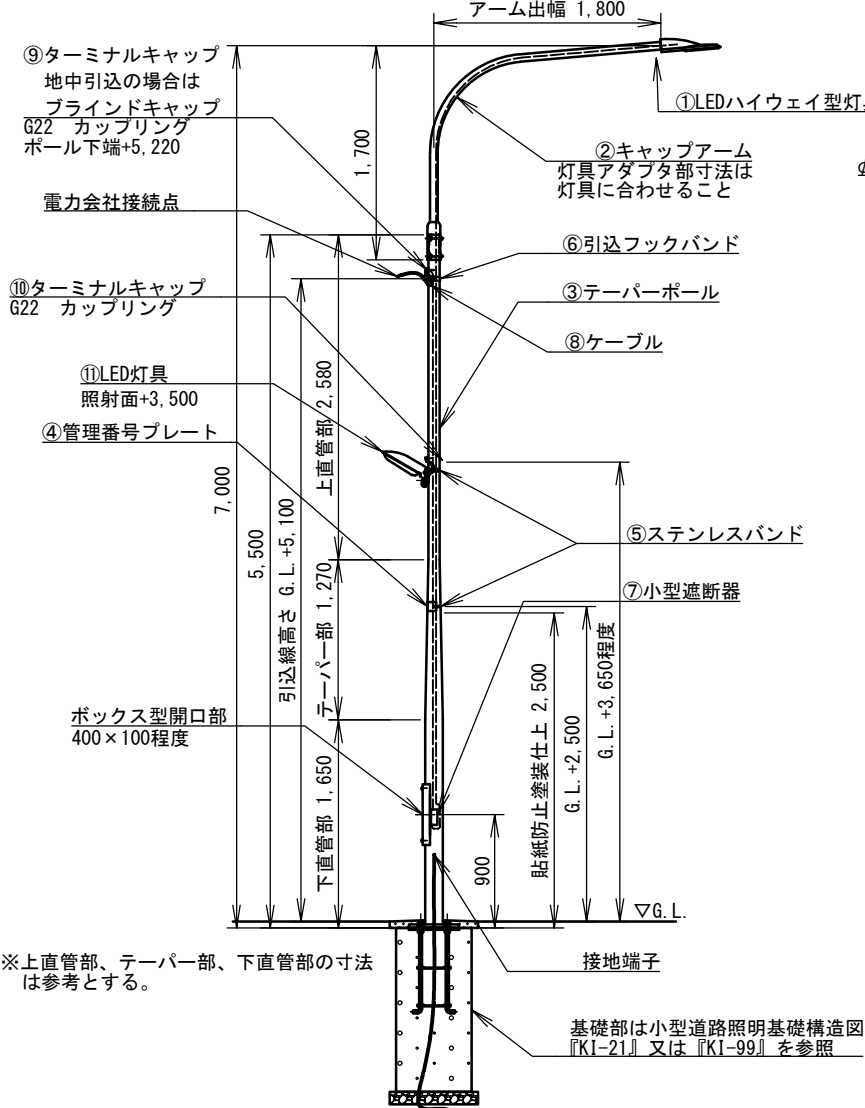 アーム出幅 1,800
⑨ターミナルキャップ
地中引込の場合は
ブラインドキャップ
G22 カップリング
ポール下端+5,220
①LEDハイウェイ型灯
1,700
②キャップアーム
灯具アダプタ部寸法は
灯具に合わせること
電力会社接続点
⑥引込フックバンド
⑩ターミナルキャップ
G22 カップリング
③テーパーポール
⑧ケーブル
⑪LED灯具
照射面+3,500
④管理番号プレート
上直管部 2,580
7,000
5,500
引込線高さ G.L.+5,100
⑤ステンレスバンド
⑦小型遮断器
テーパー部 1,270
G.L.+3,650程度
G.L.+2,500
貼紙防止塗装仕上 2,500
ボックス型開口部
400×100程度
下直管部 1,650
900
▽G.L.
※上直管部、テーパー部、下直管部の寸法
は参考とする。
接地端子
基礎部は小型道路照明基礎構造図
『KI-21』又は『KI-99』を参照